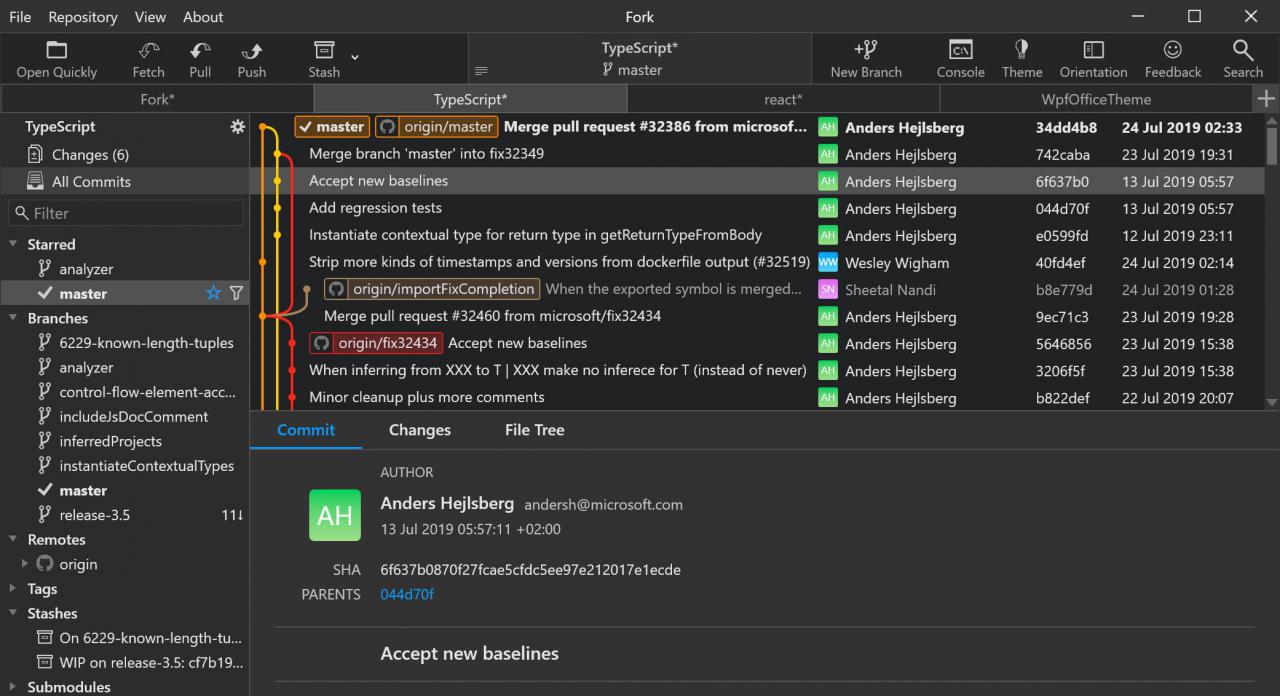 File Repository View About Fork
Open Quickly Fetch Pull Push Stash TypeScript* master New Branch Console Theme Orientation Feedback Search
Fork* TypeScript* react* WpfOfficeTheme
TypeScript
Changes (6)
All Commits
Filter
Starred
analyzer
master
Branches
6229-known-length-tuples
analyzer
control-flow-element-acc...
includeJsDocComment
inferredProjects
instantiateContextualTypes
master
release-3.5 11↓
Remotes
origin
Tags
Stashes
On 6229-known-length-tu...
WIP on release-3.5: cf7b19...
Submodules
master origin/master Merge pull request #32386 from microsof... AH Anders Hejlsberg 34dd4b8 24 Jul 2019 02:33
Merge branch 'master' into fix32349 AH Anders Hejlsberg 742caba 23 Jul 2019 19:31
Accept new baselines AH Anders Hejlsberg 6f637b0 13 Jul 2019 05:57
Add regression tests AH Anders Hejlsberg 044d70f 13 Jul 2019 05:57
Instantiate contextual type for return type in getReturnTypeFromBody AH Anders Hejlsberg e0599fd 12 Jul 2019 23:11
Strip more kinds of timestamps and versions from dockerfile output (#32519) WW Wesley Wigham 40fd4ef 24 Jul 2019 02:14
origin/importFixCompletion When the exported symbol is merged... SN Sheetal Nandi b8e779d 24 Jul 2019 01:28
Merge pull request #32460 from microsoft/fix32434 AH Anders Hejlsberg 9ec71c3 23 Jul 2019 19:28
origin/fix32434 Accept new baselines AH Anders Hejlsberg 5646856 23 Jul 2019 15:38
When inferring from XXX to T | XXX make no inferece for T (instead of never) AH Anders Hejlsberg 3206f5f 23 Jul 2019 15:38
Minor cleanup plus more comments AH Anders Hejlsberg b822def 22 Jul 2019 20:07
Commit Changes File Tree
AUTHOR
AH Anders Hejlsberg andersh@microsoft.com
13 Jul 2019 05:57:11 +02:00
SHA 6f637b0870f27fcae5cfdc5ee97e212017e1ecde
PARENTS 044d70f
Accept new baselines